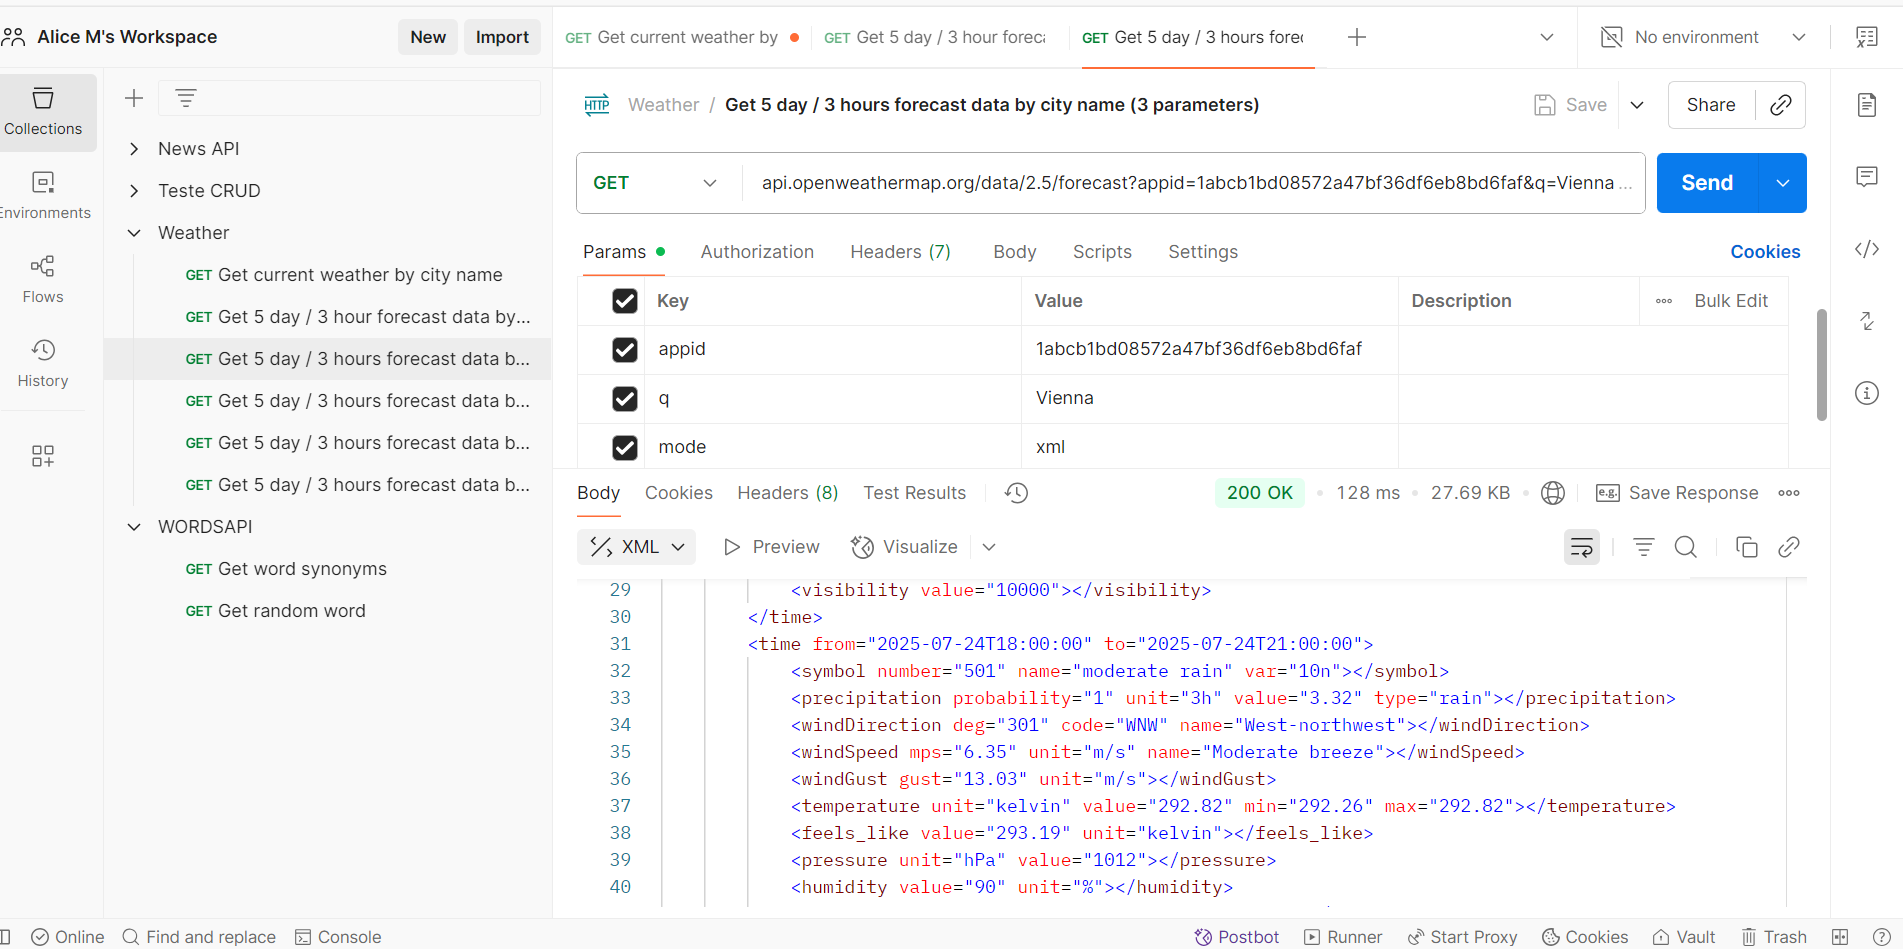 Alice M's Workspace
New
Import
GET Get current weather by
GET Get 5 day / 3 hour foreca
GET Get 5 day / 3 hours forec
No environment
Collections
Environments
Flows
History
News API
Teste CRUD
Weather
GET Get current weather by city name
GET Get 5 day / 3 hour forecast data by...
GET Get 5 day / 3 hours forecast data b...
GET Get 5 day / 3 hours forecast data b...
GET Get 5 day / 3 hours forecast data b...
GET Get 5 day / 3 hours forecast data b...
WORDSAPI
GET Get word synonyms
GET Get random word
HTTP Weather / Get 5 day / 3 hours forecast data by city name (3 parameters)
Save
Share
GET
api.openweathermap.org/data/2.5/forecast?appid=1abcb1bd08572a47bf36df6eb8bd6faf&q=Vienna ...
Send
Params
Authorization
Headers (7)
Body
Scripts
Settings
Cookies
Key Value Description Bulk Edit
appid 1abcb1bd08572a47bf36df6eb8bd6faf
q Vienna
mode xml
Body
Cookies
Headers (8)
Test Results
200 OK
128 ms
27.69 KB
e.g. Save Response
XML
Preview
Visualize
29 <visibility value="10000"></visibility>
30 </time>
31 <time from="2025-07-24T18:00:00" to="2025-07-24T21:00:00">
32 <symbol number="501" name="moderate rain" var="10n"></symbol>
33 <precipitation probability="1" unit="3h" value="3.32" type="rain"></precipitation>
34 <windDirection deg="301" code="WNW" name="West-northwest"></windDirection>
35 <windSpeed mps="6.35" unit="m/s" name="Moderate breeze"></windSpeed>
36 <windGust gust="13.03" unit="m/s"></windGust>
37 <temperature unit="kelvin" value="292.82" min="292.26" max="292.82"></temperature>
38 <feels_like value="293.19" unit="kelvin"></feels_like>
39 <pressure unit="hPa" value="1012"></pressure>
40 <humidity value="90" unit="%"></humidity>
Online
Find and replace
Console
Postbot
Runner
Start Proxy
Cookies
Vault
Trash